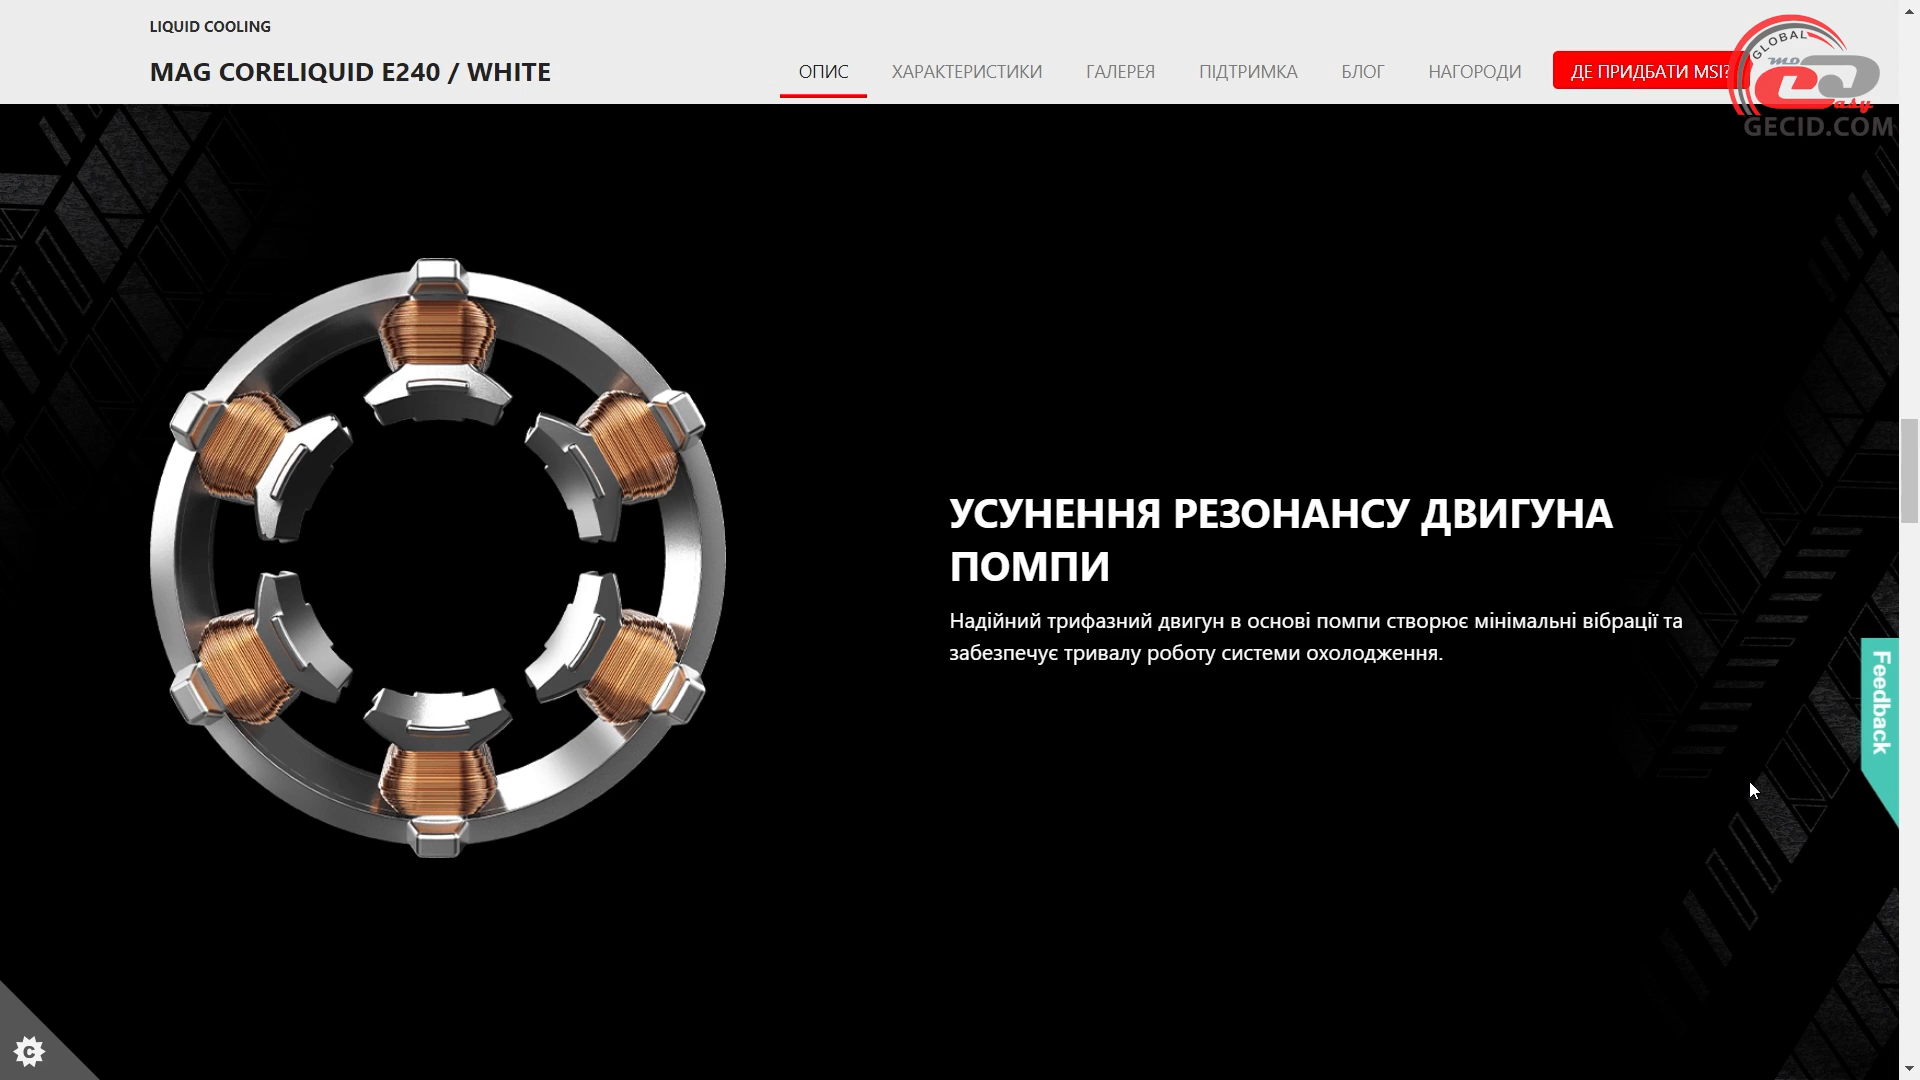 LIQUID COOLING
MAG CORELIQUID E240 / WHITE
ОПИС
ХАРАКТЕРИСТИКИ
ГАЛЕРЕЯ
ПІДТРИМКА
БЛОГ
НАГОРОДИ
ДЕ ПРИДБАТИ MSI?
GLOBAL
GECID.COM
УСУНЕННЯ РЕЗОНАНСУ ДВИГУНА
ПОМПИ
Надійний трифазний двигун в основі помпи створює мінімальні вібрації та
забезпечує тривалу роботу системи охолодження.
Feedback